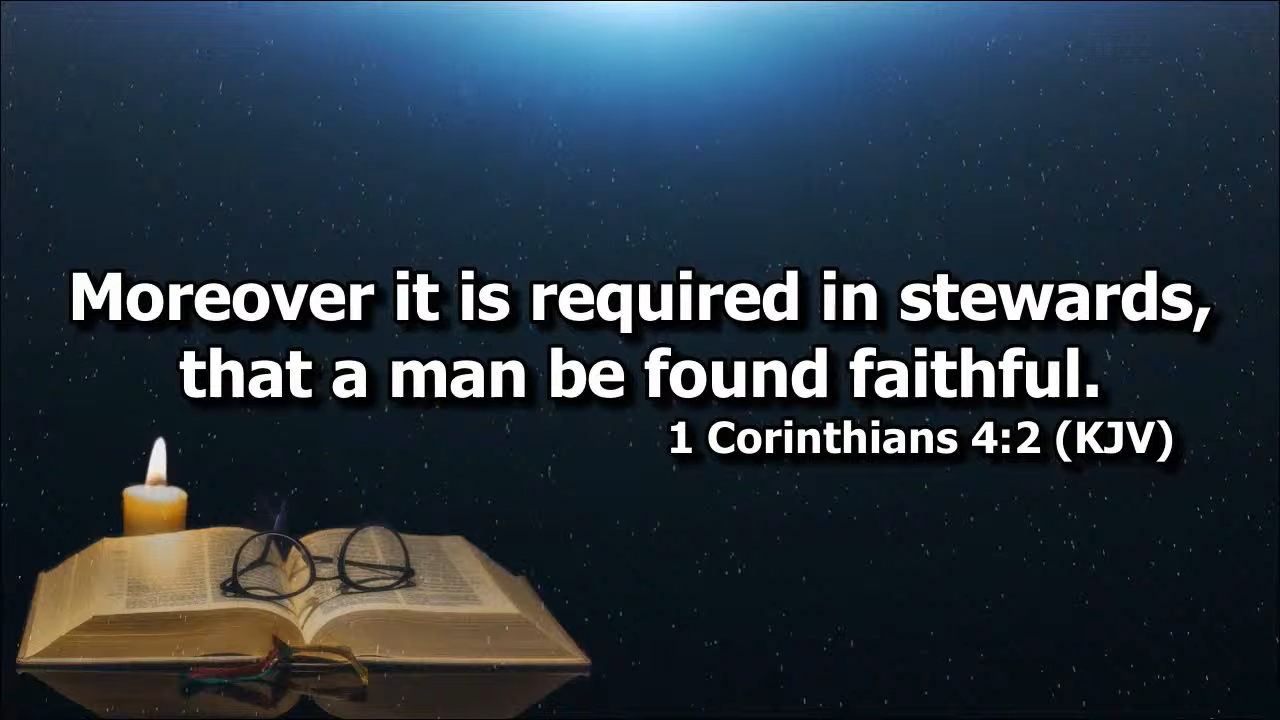 Moreover it is required in stewards,
that a man be found faithful.
1 Corinthians 4:2 (KJV)